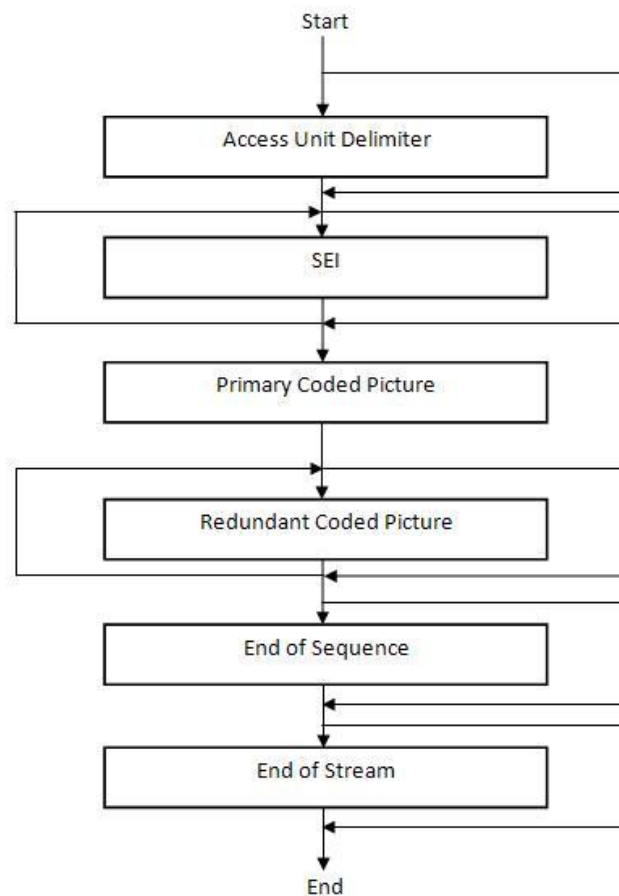 Start
Access Unit Delimiter
SEI
Primary Coded Picture
Redundant Coded Picture
End of Sequence
End of Stream
End